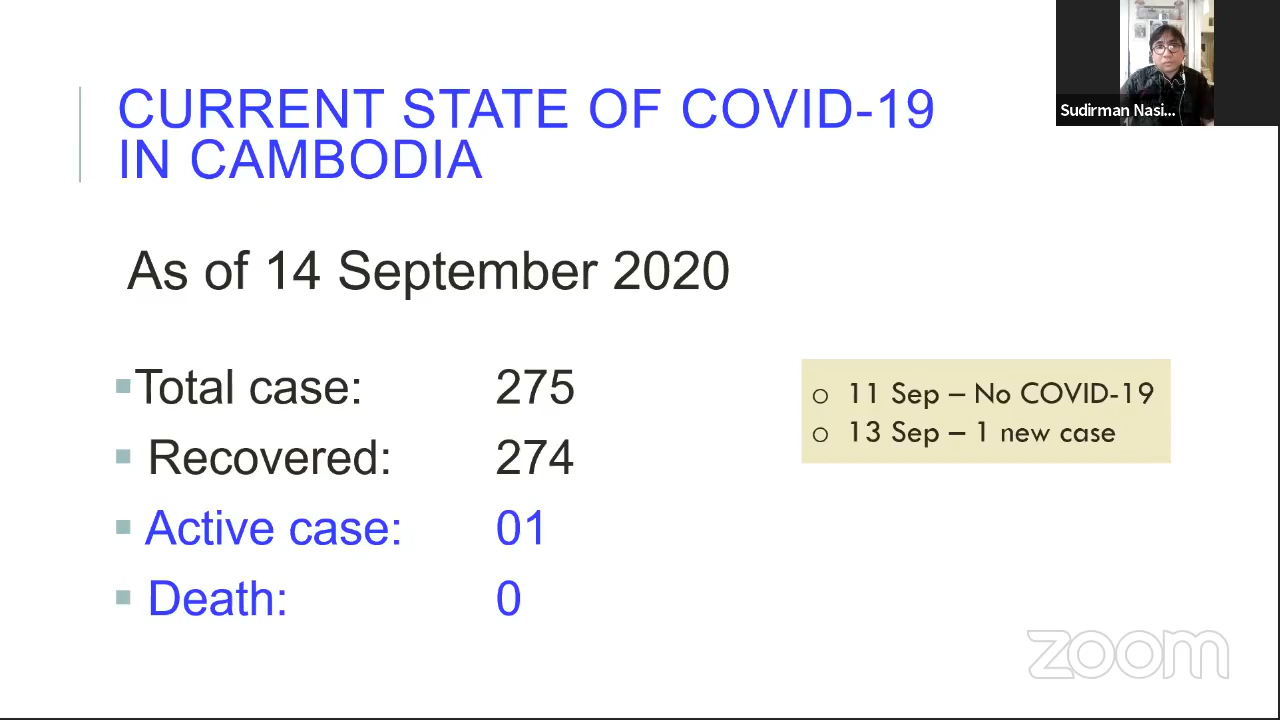 CURRENT STATE OF COVID-19
IN CAMBODIA
Sudirman Nasi...
As of 14 September 2020
Total case: 275
Recovered: 274
Active case: 01
Death: 0
o 11 Sep – No COVID-19
o 13 Sep – 1 new case
zoom